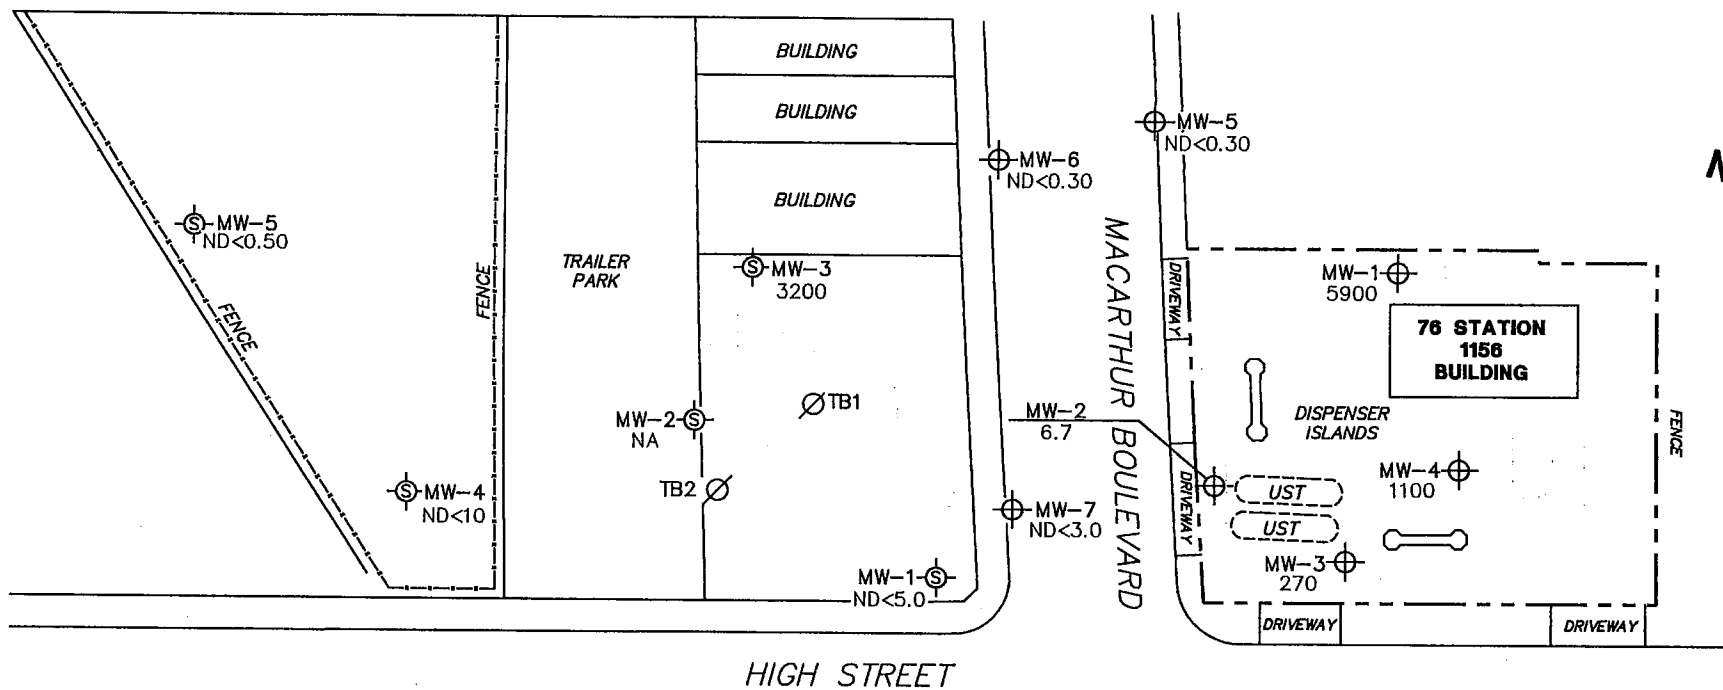 BUILDING
BUILDING
BUILDING
MW-5
ND<0.50
FENCE
FENCE
TRAILER
PARK
S
MW-3
3200
S
MW-2
NA
S
TB1
TB2
MW-4
ND<10
S
MW-1
ND<5.0
S
MW-6
ND<0.30
MW-5
ND<0.30
MW-2
6.7
MW-7
ND<3.0
MACARTHUR BOULEVARD
DRIVEWAY
DRIVEWAY
MW-1
5900
76 STATION
1156
BUILDING
DISPENSER
ISLANDS
FENCE
MW-4
1100
UST
UST
MW-3
270
DRIVEWAY
DRIVEWAY
HIGH STREET